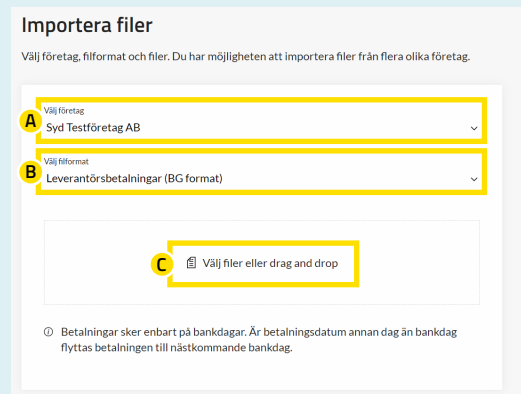 Importera filer
Välj företag, filformat och filer. Du har möjligheten att importera filer från flera olika företag.
Välj företag
A
Syd Testföretag AB
Välj filformat
B
Leverantörsbetalningar (BG format)
C
Välj filer eller drag and drop
Betalningar sker enbart på bankdagar. Är betalningsdatum annan dag än bankdag
flyttas betalningen till nästkommande bankdag.